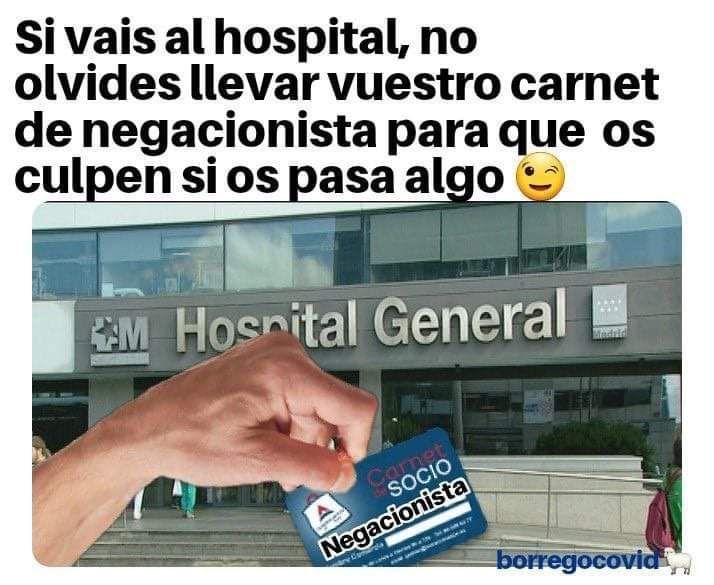 Si vais al hospital, no
olvides llevar vuestro carnet
de negacionista para que os
culpen si os pasa algo 😉
M Hospital General
Madrid
Carnet
de SOCIO
Negacionista
borregocovid